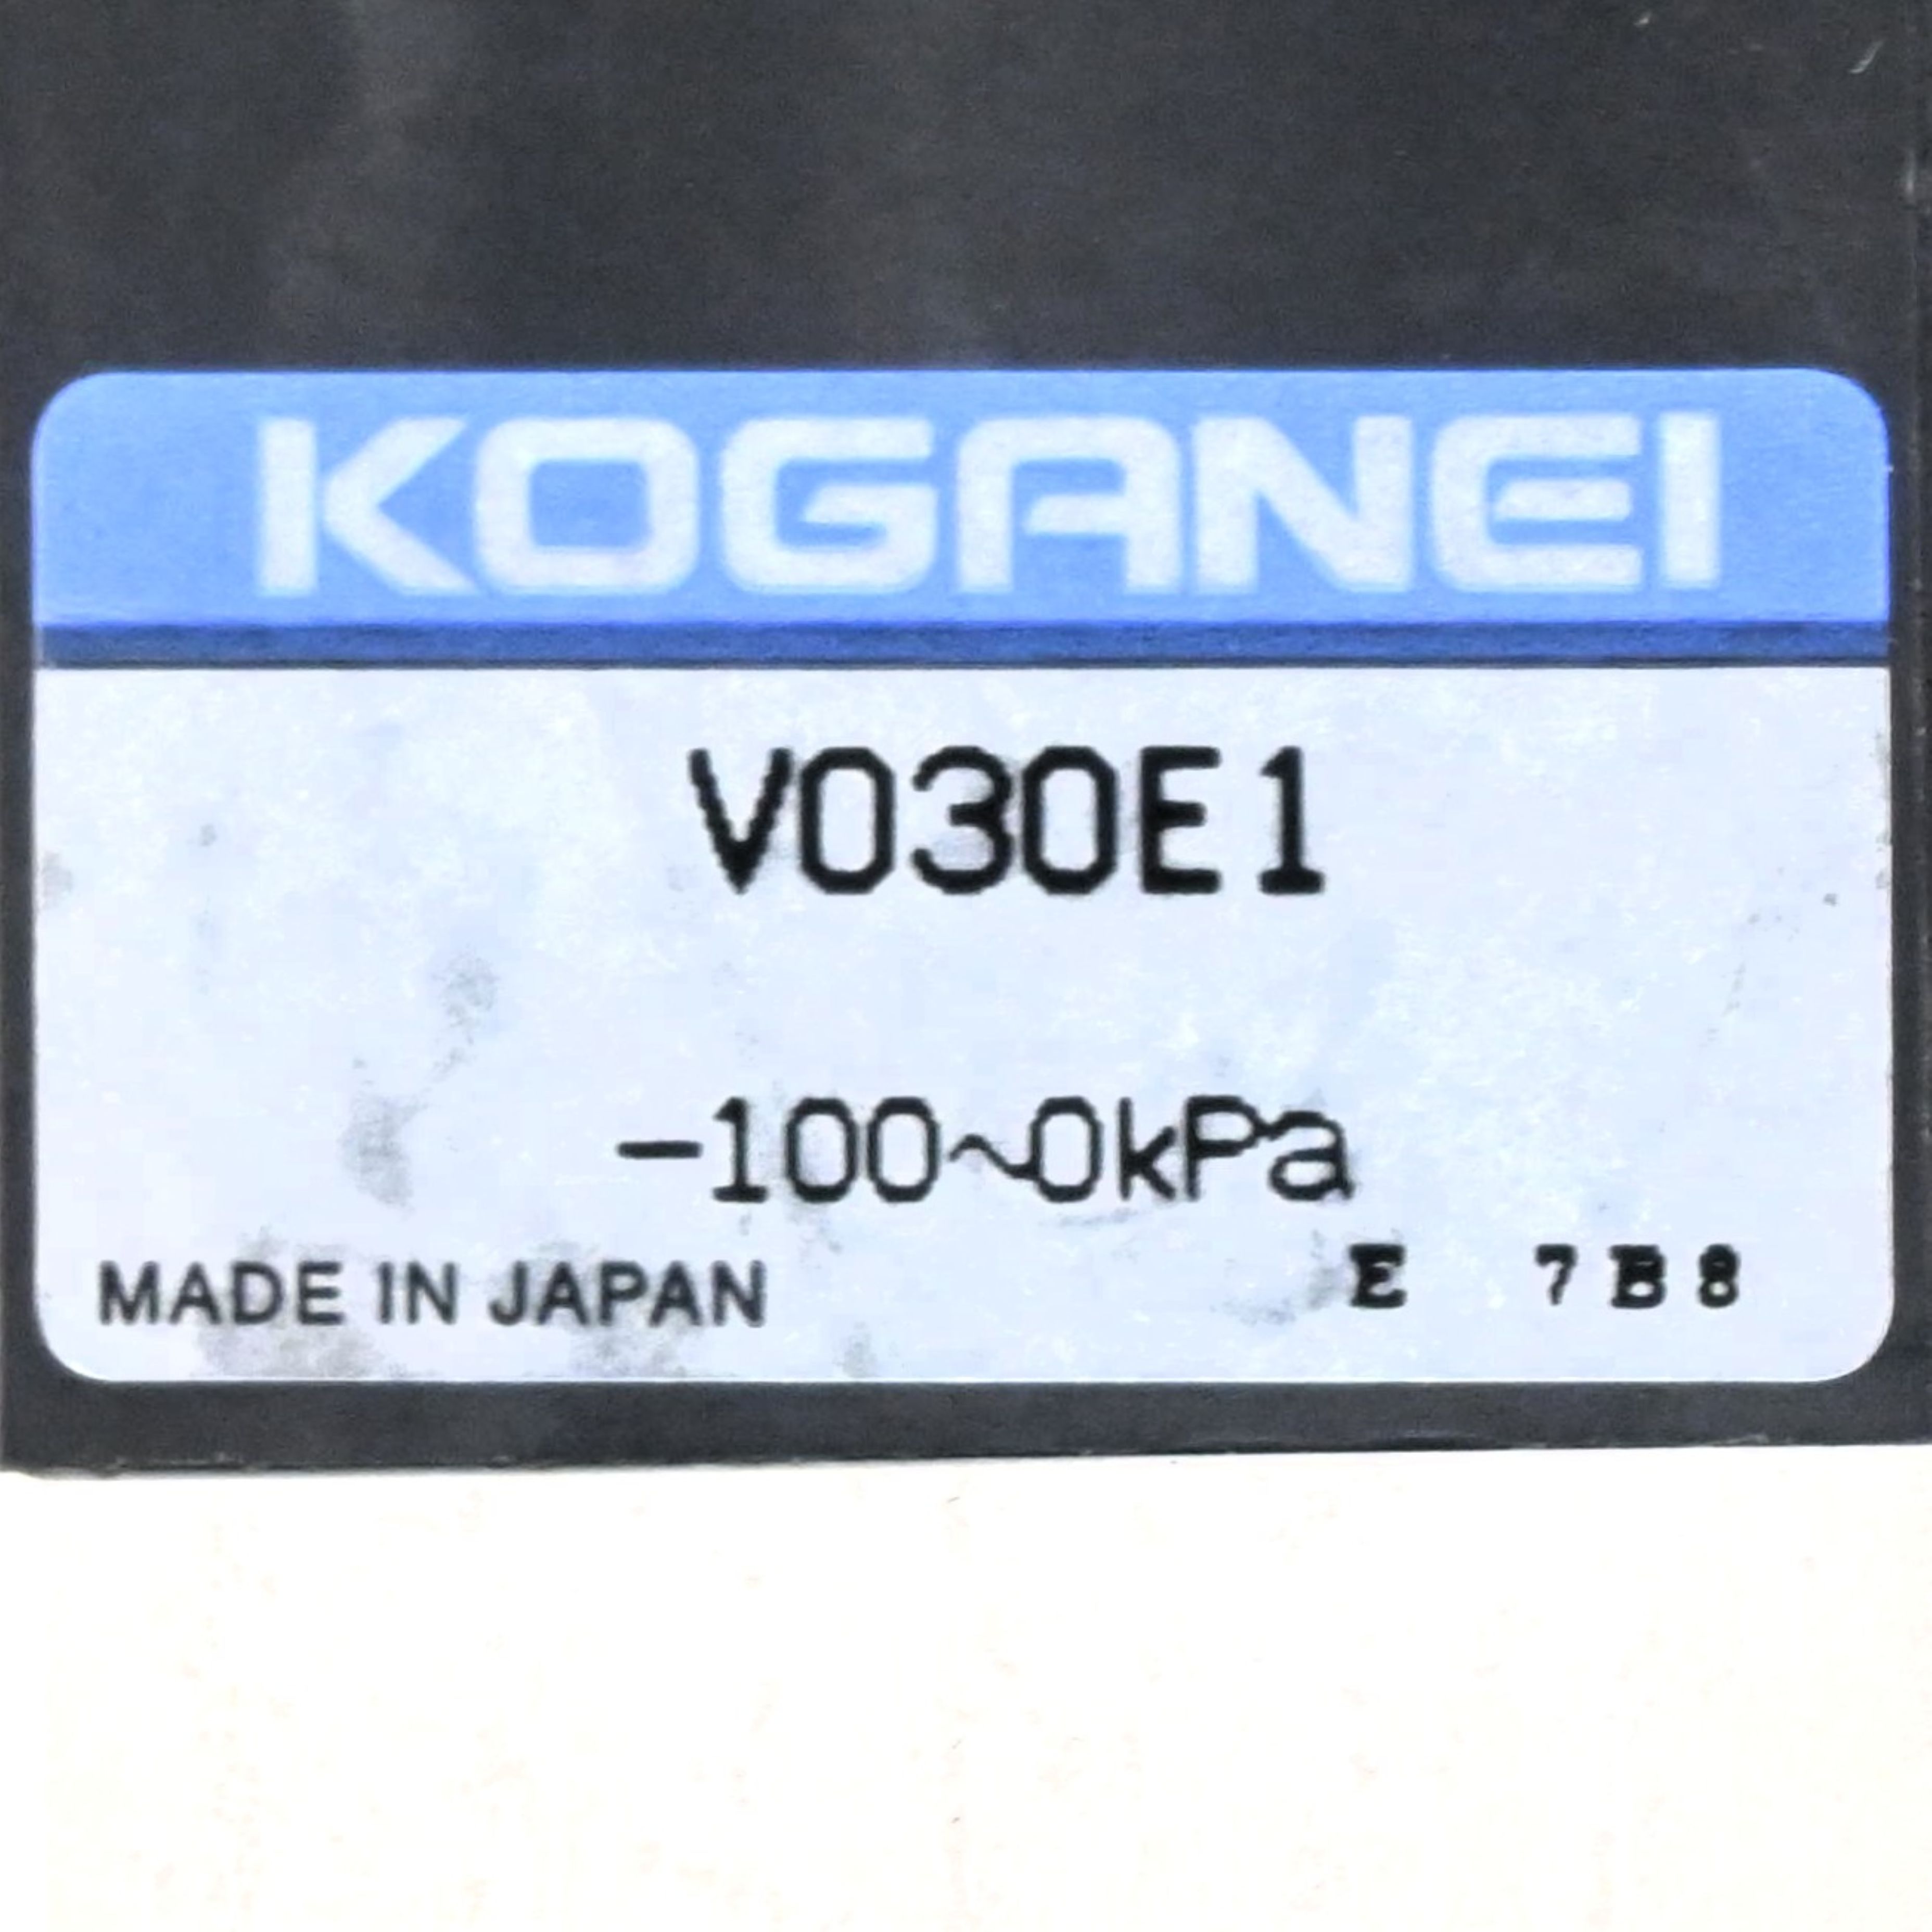 KOGANEI
V030E1
-100~0kPa
MADE IN JAPAN E 7B8